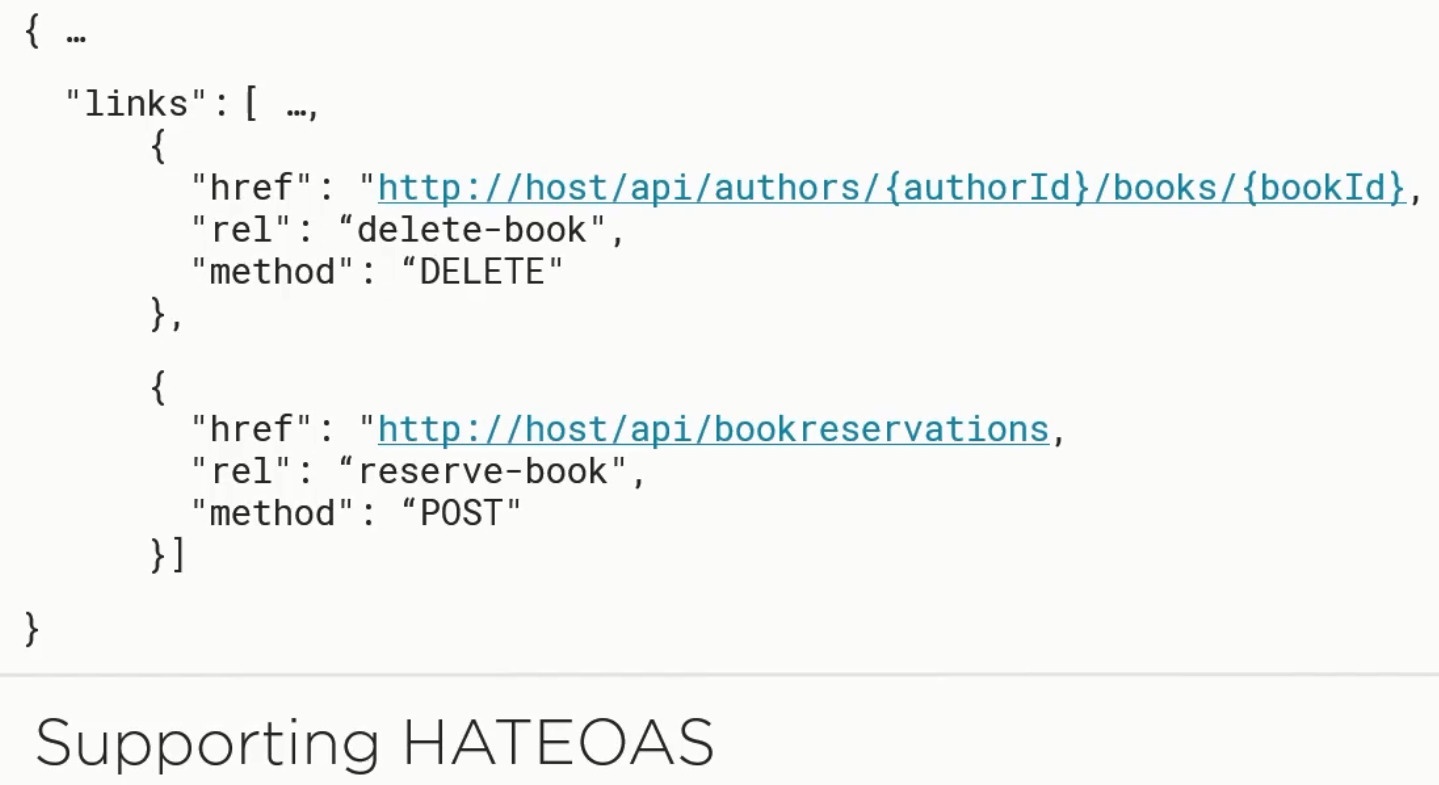 { …
"links": [ …,
{
"href": "http://host/api/authors/{authorId}/books/{bookId},
"rel": “delete-book",
"method": “DELETE"
},
{
"href": "http://host/api/bookreservations,
"rel": “reserve-book",
"method": “POST"
}]
}
Supporting HATEOAS